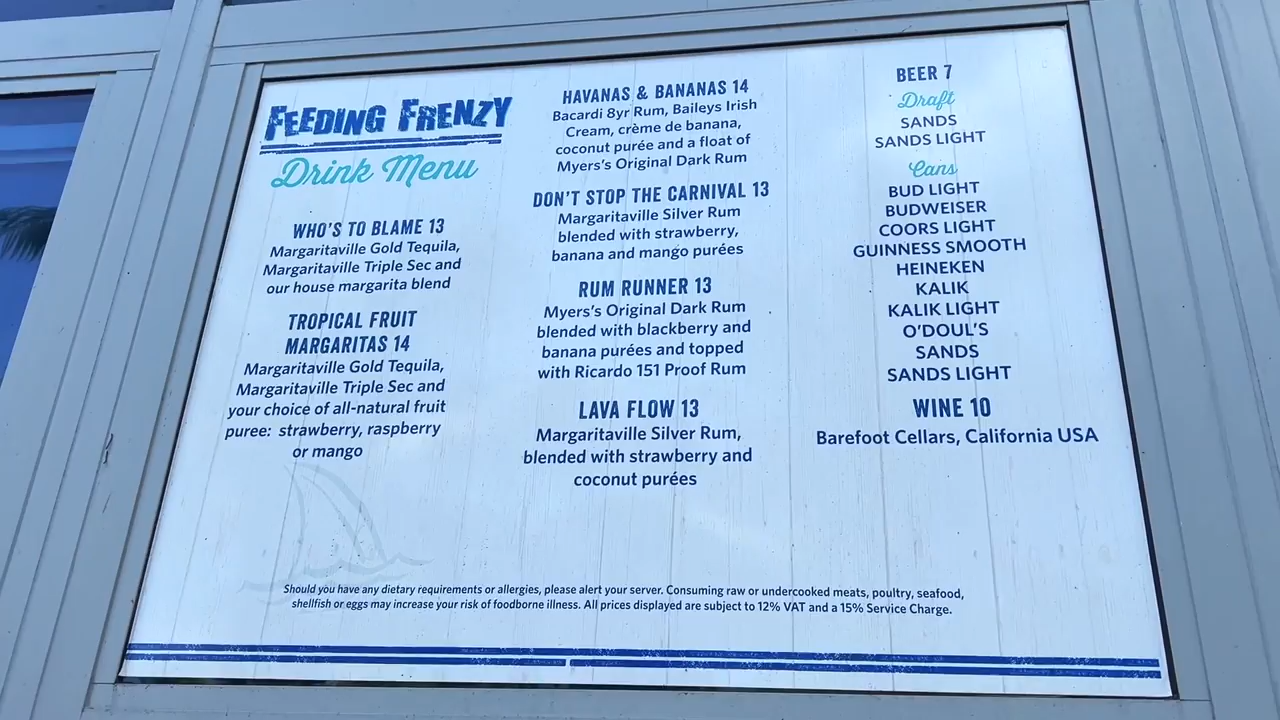 FEEDING FRENZY
Drink Menu
WHO'S TO BLAME 13
Margaritaville Gold Tequila,
Margaritaville Triple Sec and
our house margarita blend
TROPICAL FRUIT
MARGARITAS 14
Margaritaville Gold Tequila,
Margaritaville Triple Sec and
your choice of all-natural fruit
puree: strawberry, raspberry
or mango
HAVANAS & BANANAS 14
Bacardi 8yr Rum, Baileys Irish
Cream, crème de banana,
coconut purée and a float of
Myers's Original Dark Rum
DON'T STOP THE CARNIVAL 13
Margaritaville Silver Rum
blended with strawberry,
banana and mango purées
RUM RUNNER 13
Myers's Original Dark Rum
blended with blackberry and
banana purées and topped
with Ricardo 151 Proof Rum
LAVA FLOW 13
Margaritaville Silver Rum,
blended with strawberry and
coconut purées
BEER 7
Draft
SANDS
SANDS LIGHT
Cans
BUD LIGHT
BUDWEISER
COORS LIGHT
GUINNESS SMOOTH
HEINEKEN
KALIK
KALIK LIGHT
O'DOUL'S
SANDS
SANDS LIGHT
WINE 10
Barefoot Cellars, California USA
Should you have any dietary requirements or allergies, please alert your server. Consuming raw or undercooked meats, poultry, seafood,
shellfish or eggs may increase your risk of foodborne illness. All prices displayed are subject to 12% VAT and a 15% Service Charge.